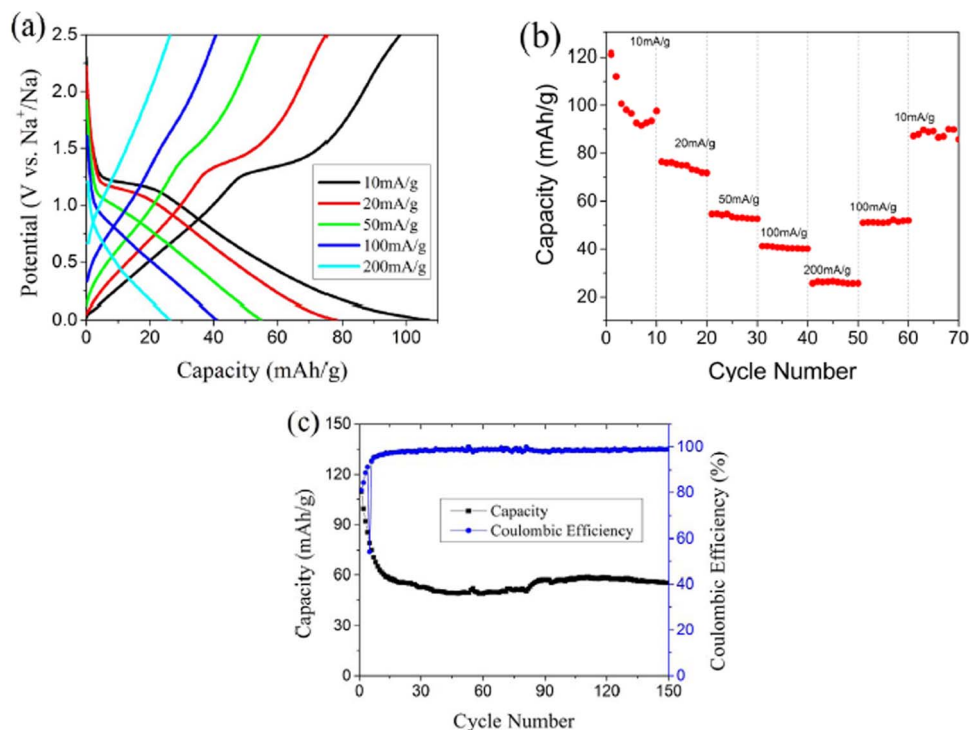 (a)
2.5
2.0
1.5
1.0
0.5
0.0
Potential (V vs. Na+/Na)
10mA/g
20mA/g
50mA/g
100mA/g
200mA/g
0 20 40 60 80 100
Capacity (mAh/g)
(b)
120
100
80
60
40
20
Capacity (mAh/g)
10mA/g
20mA/g
50mA/g
100mA/g
200mA/g
100mA/g
10mA/g
0 10 20 30 40 50 60 70
Cycle Number
(c)
150
120
90
60
30
0
Capacity (mAh/g)
Capacity
Coulombic Efficiency
100
80
60
40
20
0
Coulombic Efficiency (%)
0 30 60 90 120 150
Cycle Number